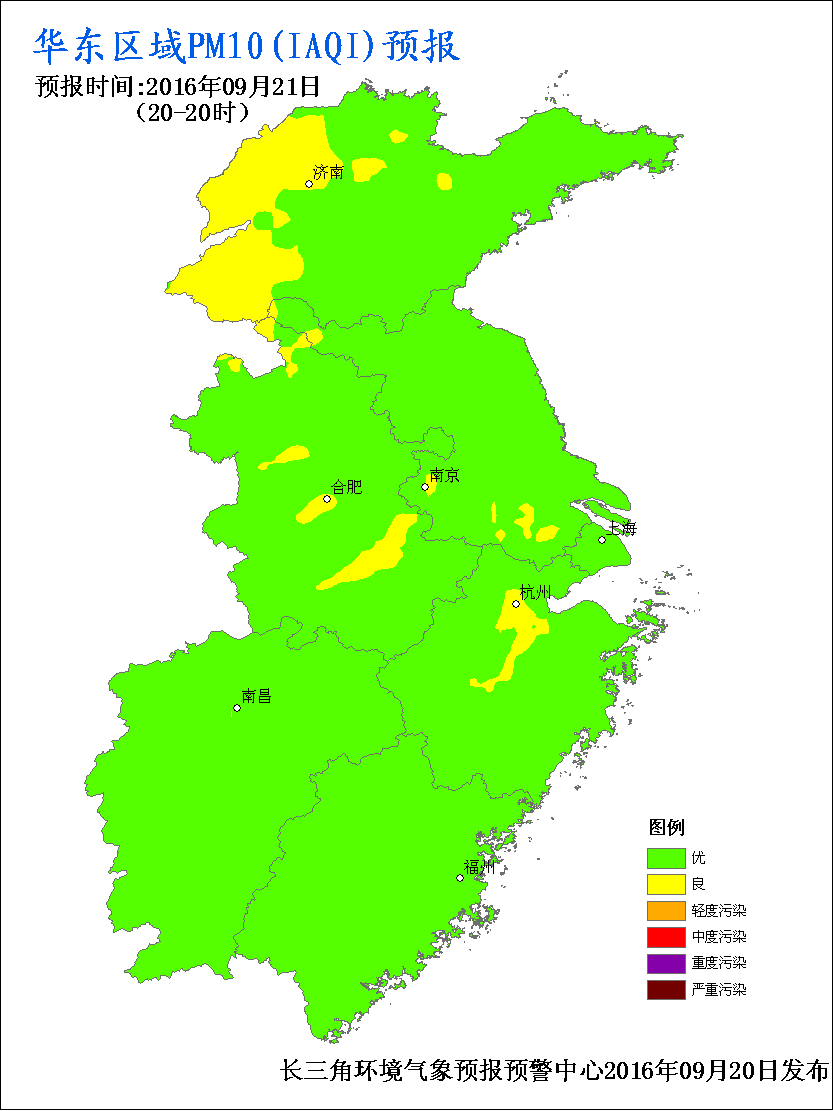 华东区域PM10(IAQI)预报
预报时间:2016年09月21日
(20-20时)
济南
合肥
南京
上海
杭州
南昌
福州
图例
优
良
轻度污染
中度污染
重度污染
严重污染
长三角环境气象预报预警中心2016年09月20日发布